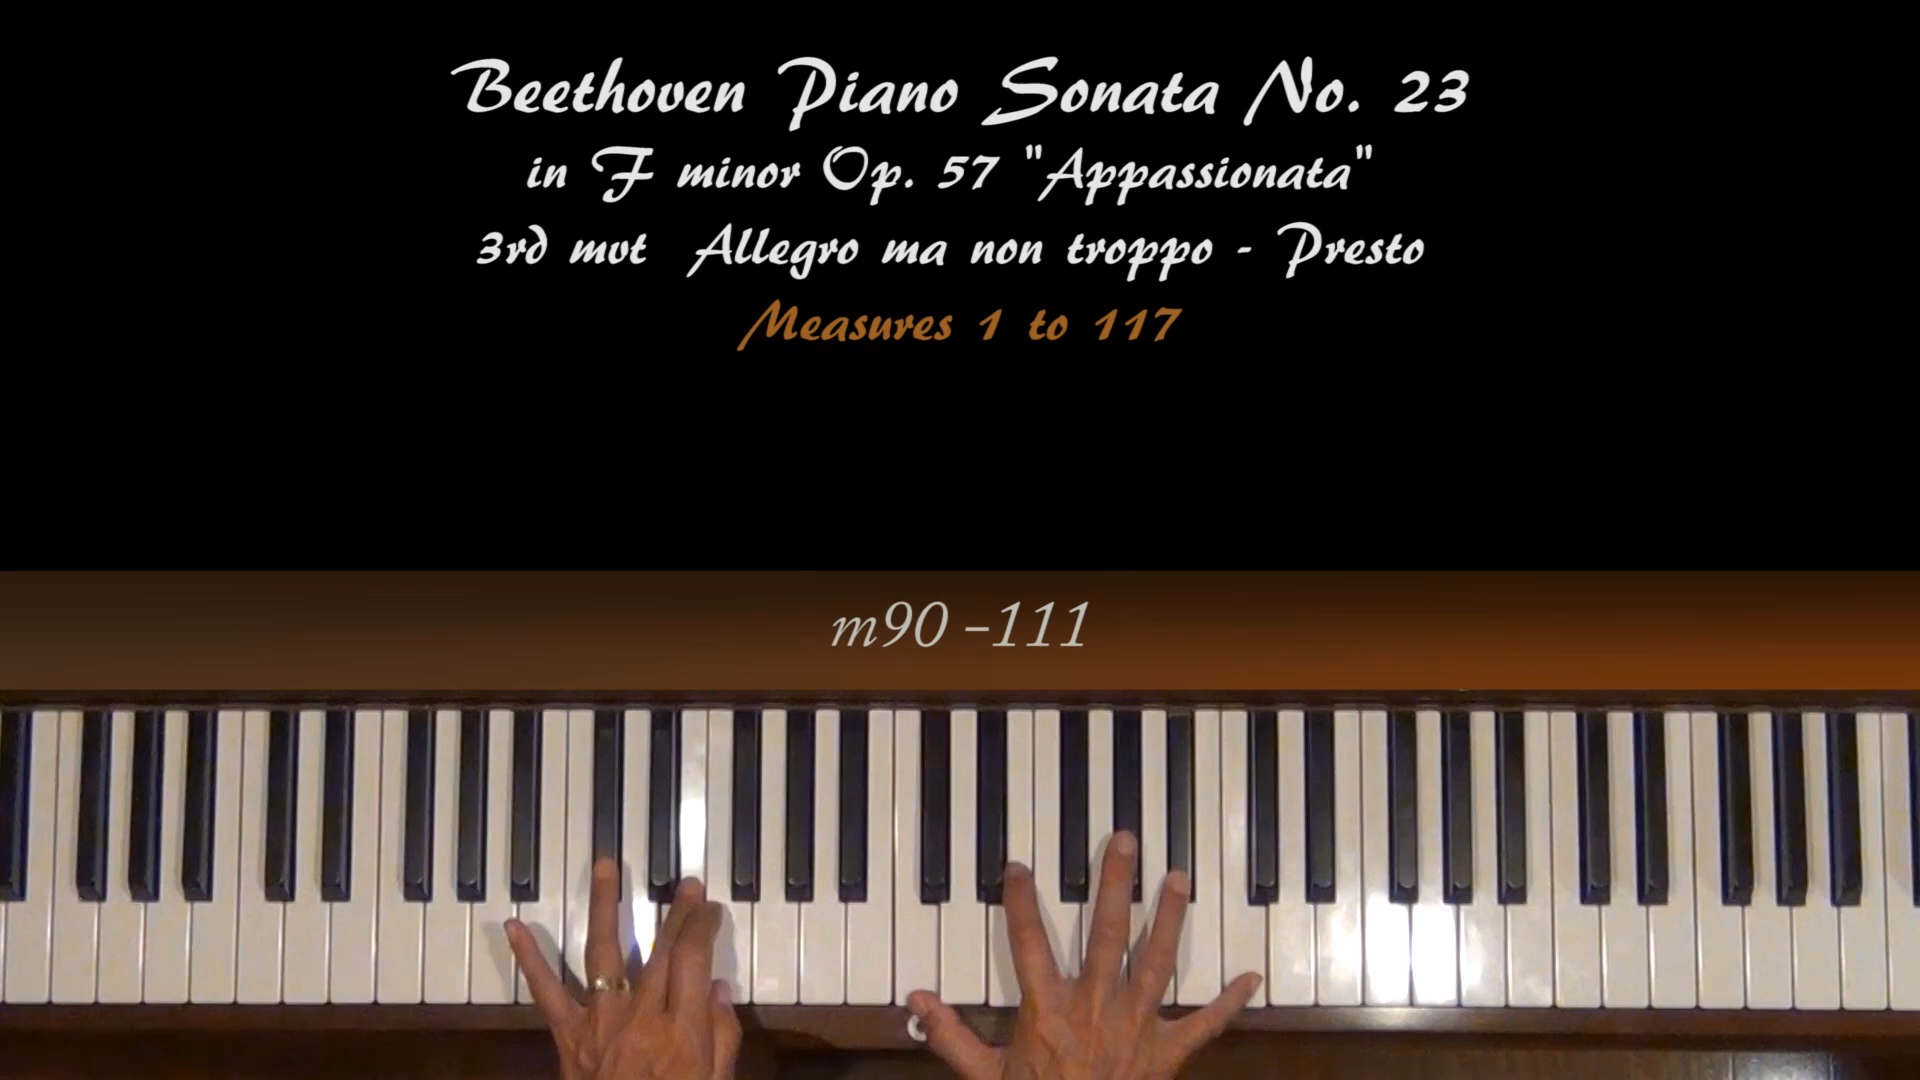 Beethoven Piano Sonata No. 23
in F minor Op. 57 "Appassionata"
3rd mvt Allegro ma non troppo - Presto
Measures 1 to 117
m90 -111